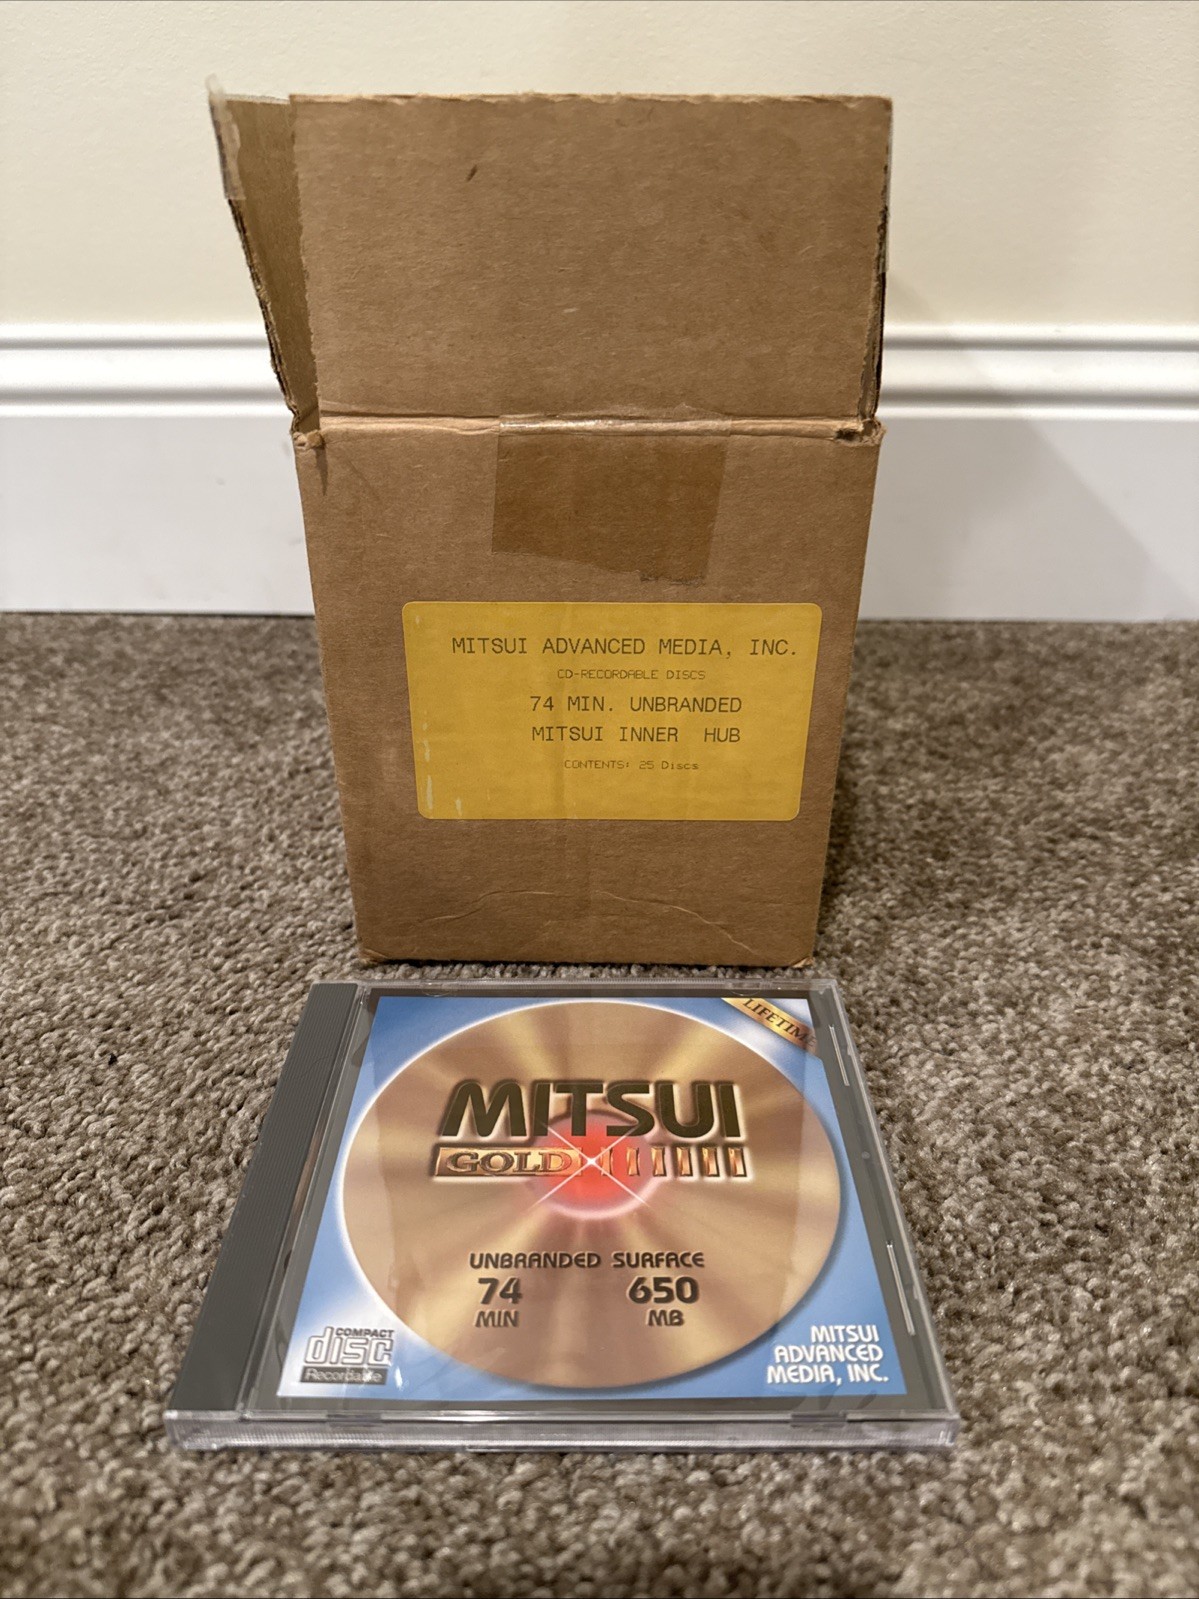 MITSUI ADVANCED MEDIA, INC.
CD-RECORDABLE DISCS
74 MIN. UNBRANDED
MITSUI INNER HUB
CONTENTS: 25 Discs
LIFETIME
MITSUI
GOLD
UNBRANDED SURFACE
74 650
MIN MB
COMPACT
disc
Recordable
MITSUI
ADVANCED
MEDIA, INC.